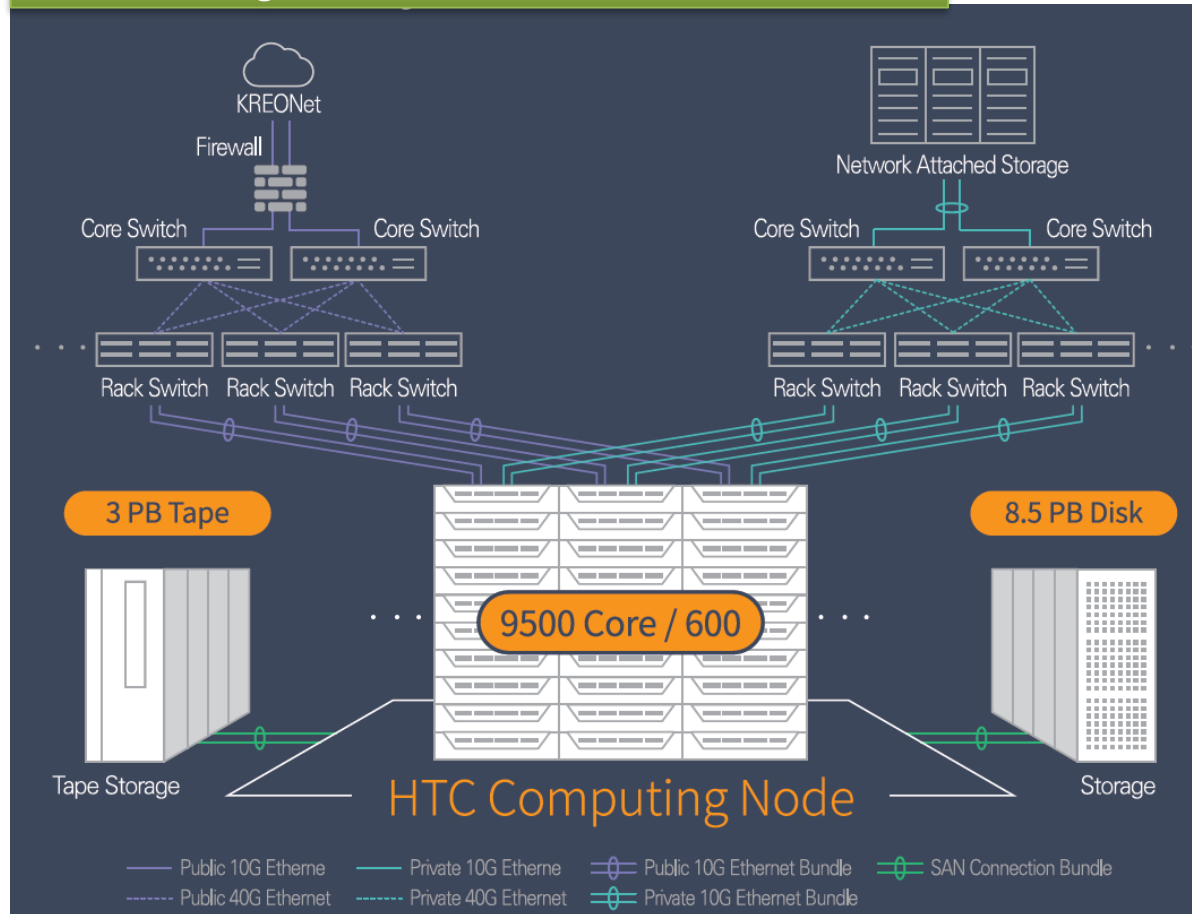 KREONet
Firewall
Network Attached Storage
Core Switch Core Switch Core Switch Core Switch
Rack Switch Rack Switch Rack Switch Rack Switch Rack Switch Rack Switch
3 PB Tape 8.5 PB Disk
9500 Core / 600
Tape Storage Storage
HTC Computing Node
Public 10G Etherne Private 10G Etherne Public 10G Ethernet Bundle SAN Connection Bundle
Public 40G Ethernet Private 40G Ethernet Private 10G Ethernet Bundle